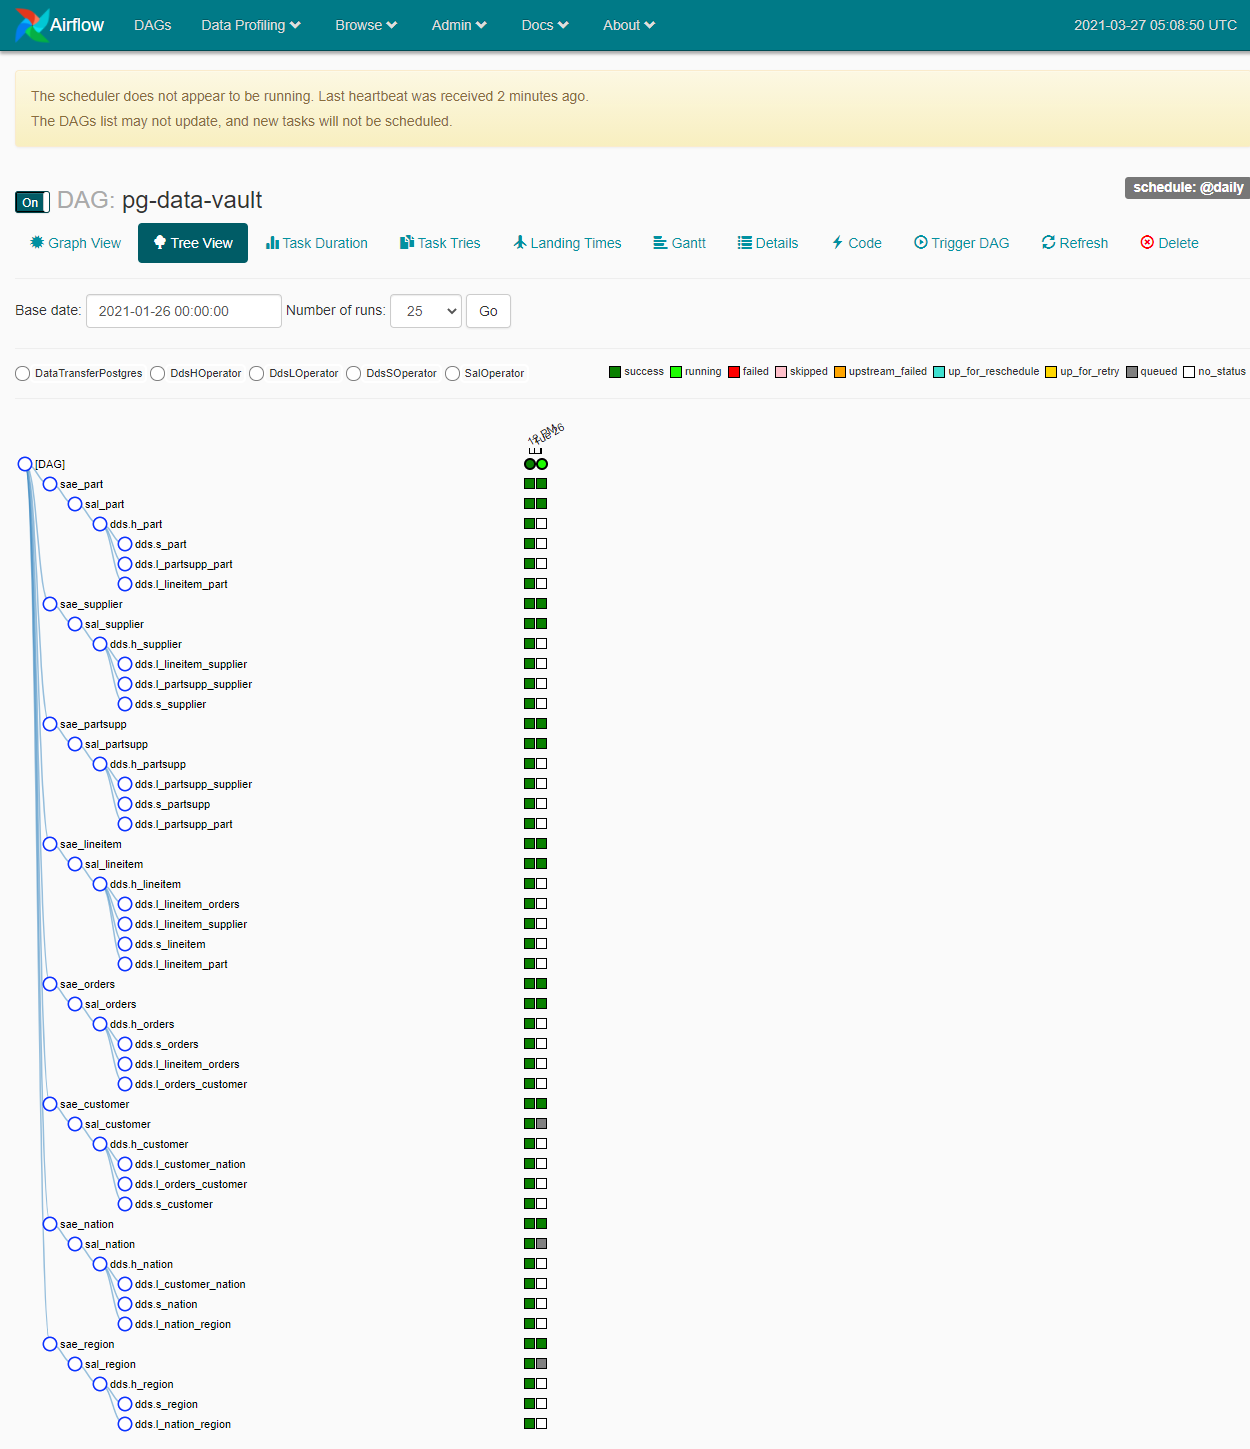 Airflow DAGs Data Profiling Browse Admin Docs About 2021-03-27 05:08:50 UTC
The scheduler does not appear to be running. Last heartbeat was received 2 minutes ago.
The DAGs list may not update, and new tasks will not be scheduled.
schedule: @daily
On DAG: pg-data-vault
Graph View Tree View Task Duration Task Tries Landing Times Gantt Details Code Trigger DAG Refresh Delete
Base date: 2021-01-26 00:00:00 Number of runs: 25 Go
DataTransferPostgres DdsHOperator DdsLOperator DdsSOperator SalOperator success running failed skipped upstream_failed up_for_reschedule up_for_retry queued no_status
12 PM Tue 26
[DAG]
sae_part
sal_part
dds.h_part
dds.s_part
dds.l_partsupp_part
dds.l_lineitem_part
sae_supplier
sal_supplier
dds.h_supplier
dds.l_lineitem_supplier
dds.l_partsupp_supplier
dds.s_supplier
sae_partsupp
sal_partsupp
dds.h_partsupp
dds.l_partsupp_supplier
dds.s_partsupp
dds.l_partsupp_part
sae_lineitem
sal_lineitem
dds.h_lineitem
dds.l_lineitem_orders
dds.l_lineitem_supplier
dds.s_lineitem
dds.l_lineitem_part
sae_orders
sal_orders
dds.h_orders
dds.s_orders
dds.l_lineitem_orders
dds.l_orders_customer
sae_customer
sal_customer
dds.h_customer
dds.l_customer_nation
dds.l_orders_customer
dds.s_customer
sae_nation
sal_nation
dds.h_nation
dds.l_customer_nation
dds.s_nation
dds.l_nation_region
sae_region
sal_region
dds.h_region
dds.s_region
dds.l_nation_region